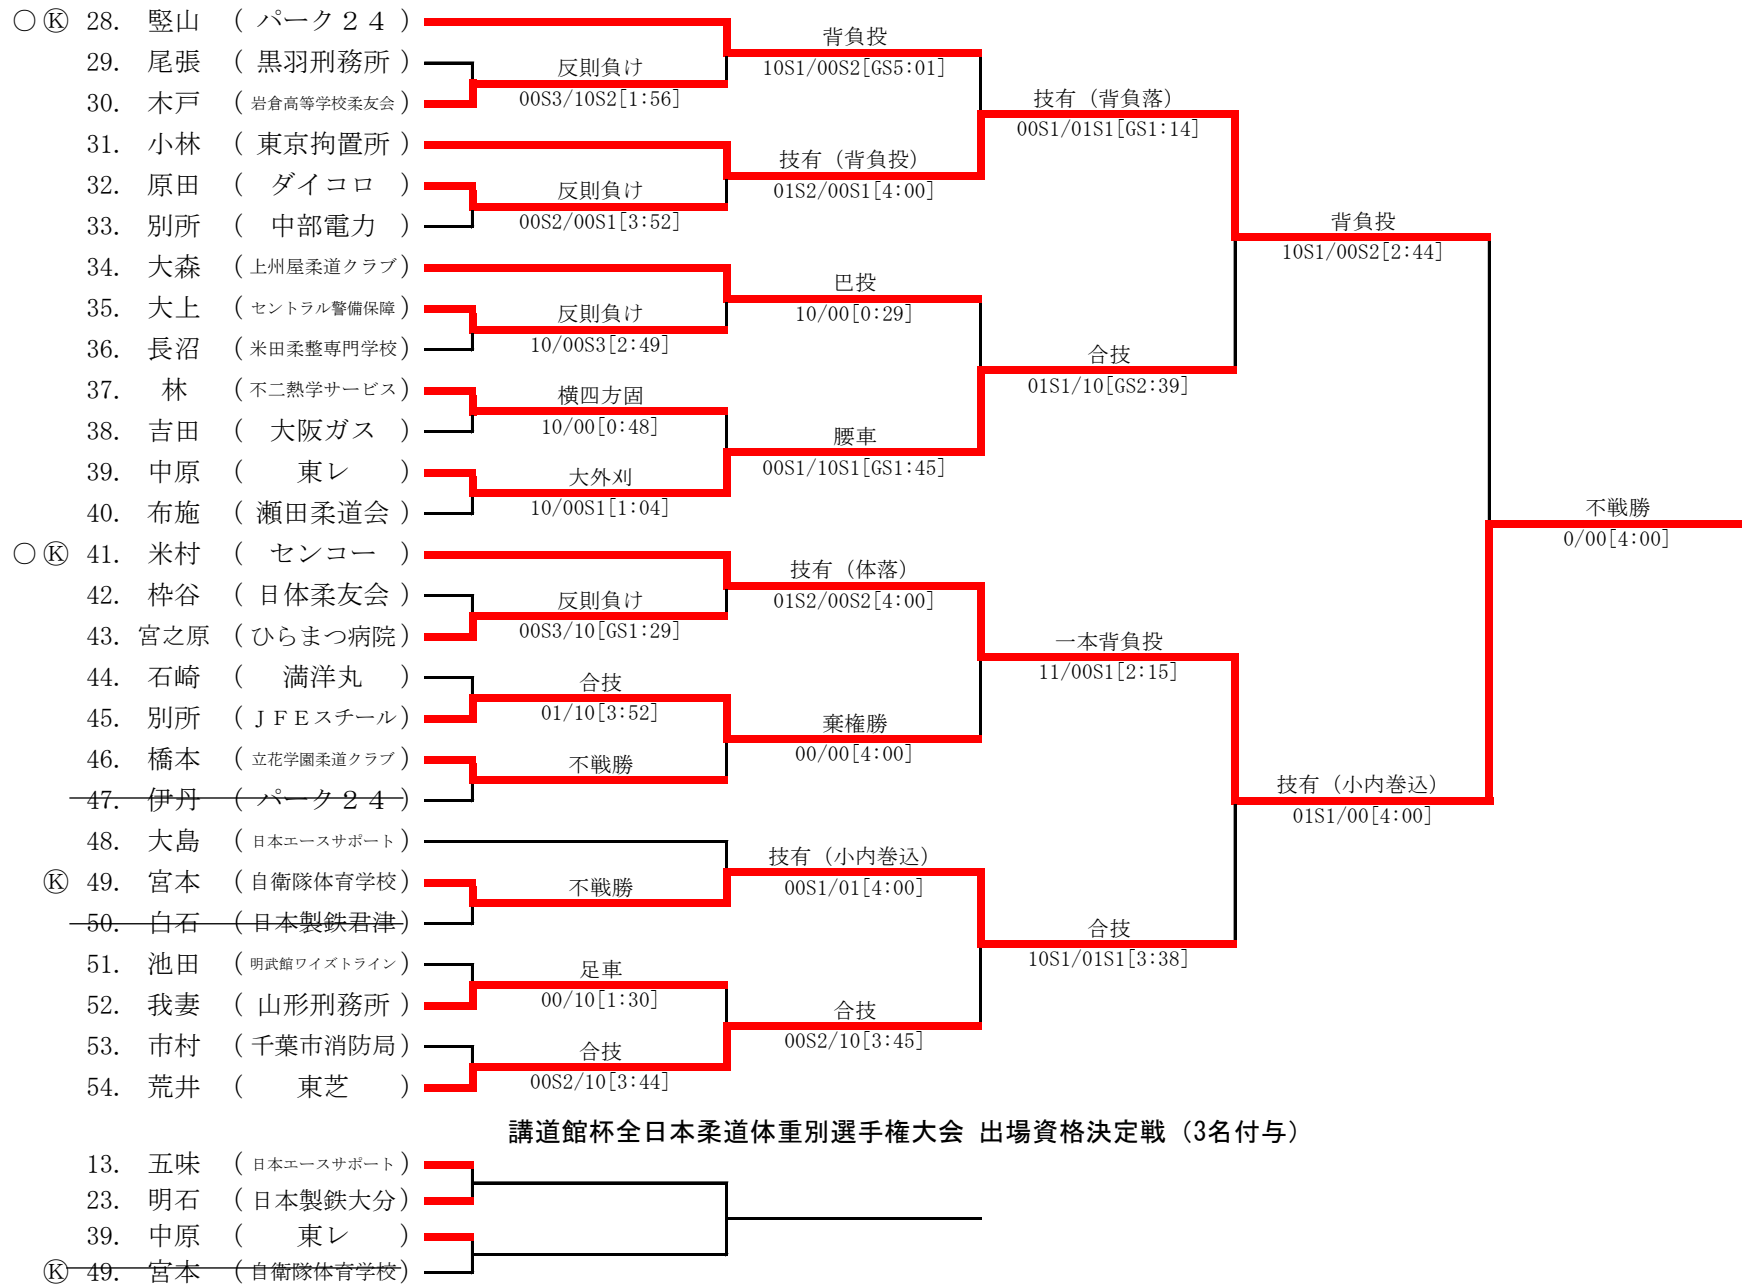 ○ Ⓚ 28. 堅山 ( パーク２４ )
29. 尾張 ( 黒羽刑務所 )
30. 木戸 ( 岩倉高等学校柔友会 )
31. 小林 ( 東京拘置所 )
32. 原田 ( ダイコロ )
33. 別所 ( 中部電力 )
34. 大森 ( 上州屋柔道クラブ )
35. 大上 ( セントラル警備保障 )
36. 長沼 ( 米田柔整専門学校 )
37. 林 ( 不二熱学サービス )
38. 吉田 ( 大阪ガス )
39. 中原 ( 東レ )
40. 布施 ( 瀬田柔道会 )
○ Ⓚ 41. 米村 ( センコー )
42. 枠谷 ( 日体柔友会 )
43. 宮之原 ( ひらまつ病院 )
44. 石崎 ( 満洋丸 )
45. 別所 ( ＪＦＥスチール )
46. 橋本 ( 立花学園柔道クラブ )
47. 伊丹 ( パーク２４ )
48. 大島 ( 日本エースサポート )
Ⓚ 49. 宮本 ( 自衛隊体育学校 )
50. 白石 ( 日本製鉄君津 )
51. 池田 ( 明武館ワイズトライン )
52. 我妻 ( 山形刑務所 )
53. 市村 ( 千葉市消防局 )
54. 荒井 ( 東芝 )
反則負け
00S3/10S2[1:56]
反則負け
00S2/00S1[3:52]
反則負け
10/00S3[2:49]
横四方固
10/00[0:48]
大外刈
10/00S1[1:04]
反則負け
00S3/10[GS1:29]
合技
01/10[3:52]
不戦勝
不戦勝
足車
00/10[1:30]
合技
00S2/10[3:44]
背負投
10S1/00S2[GS5:01]
技有（背負投）
01S2/00S1[4:00]
巴投
10/00[0:29]
腰車
00S1/10S1[GS1:45]
技有（体落）
01S2/00S2[4:00]
棄権勝
00/00[4:00]
技有（小内巻込）
00S1/01[4:00]
合技
00S2/10[3:45]
技有（背負落）
00S1/01S1[GS1:14]
合技
01S1/10[GS2:39]
一本背負投
11/00S1[2:15]
合技
10S1/01S1[3:38]
背負投
10S1/00S2[2:44]
技有（小内巻込）
01S1/00[4:00]
不戦勝
0/00[4:00]
講道館杯全日本柔道体重別選手権大会 出場資格決定戦（3名付与）
13. 五味 ( 日本エースサポート )
23. 明石 ( 日本製鉄大分 )
39. 中原 ( 東レ )
Ⓚ 49. 宮本 ( 自衛隊体育学校 )